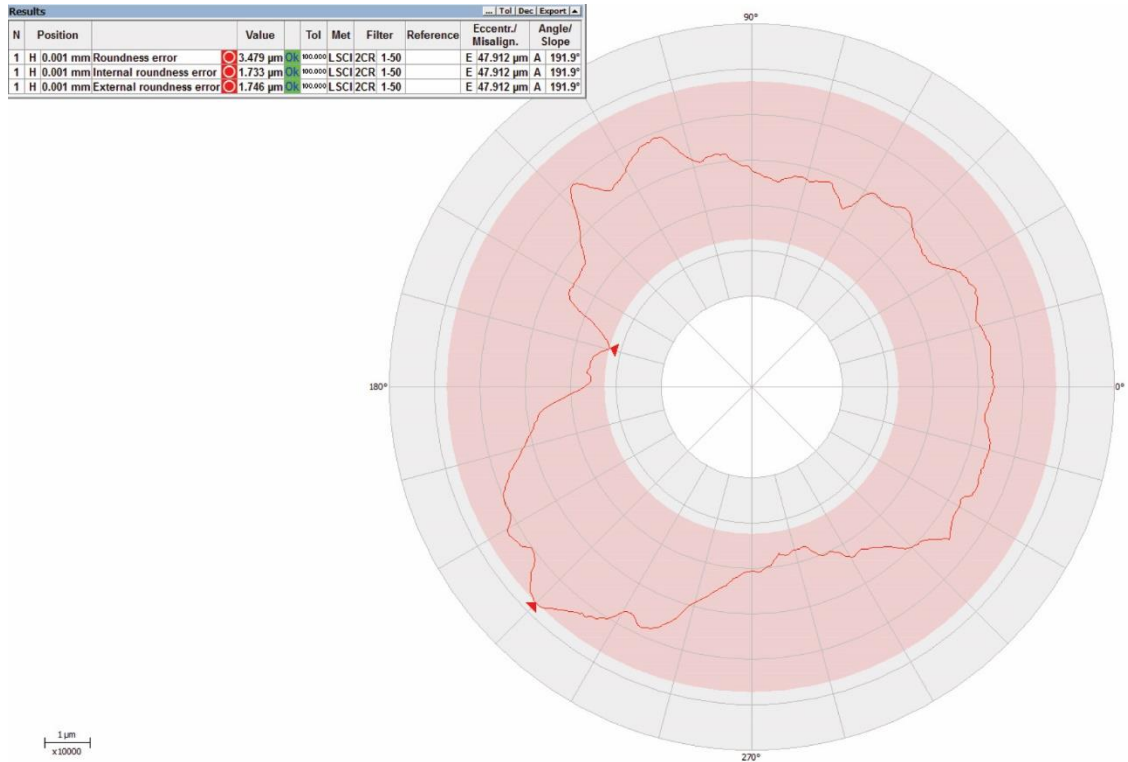 Results ... Tol Dec Export
N Position Value Tol Met Filter Reference Eccentr./ Misalign. Angle/ Slope
1 H 0.001 mm Roundness error 3.479 µm Ok 100.000 LSCI 2CR 1-50 E 47.912 µm A 191.9°
1 H 0.001 mm Internal roundness error 1.733 µm Ok 100.000 LSCI 2CR 1-50 E 47.912 µm A 191.9°
1 H 0.001 mm External roundness error 1.746 µm Ok 100.000 LSCI 2CR 1-50 E 47.912 µm A 191.9°
90°
180°
0°
270°
1 µm
x10000